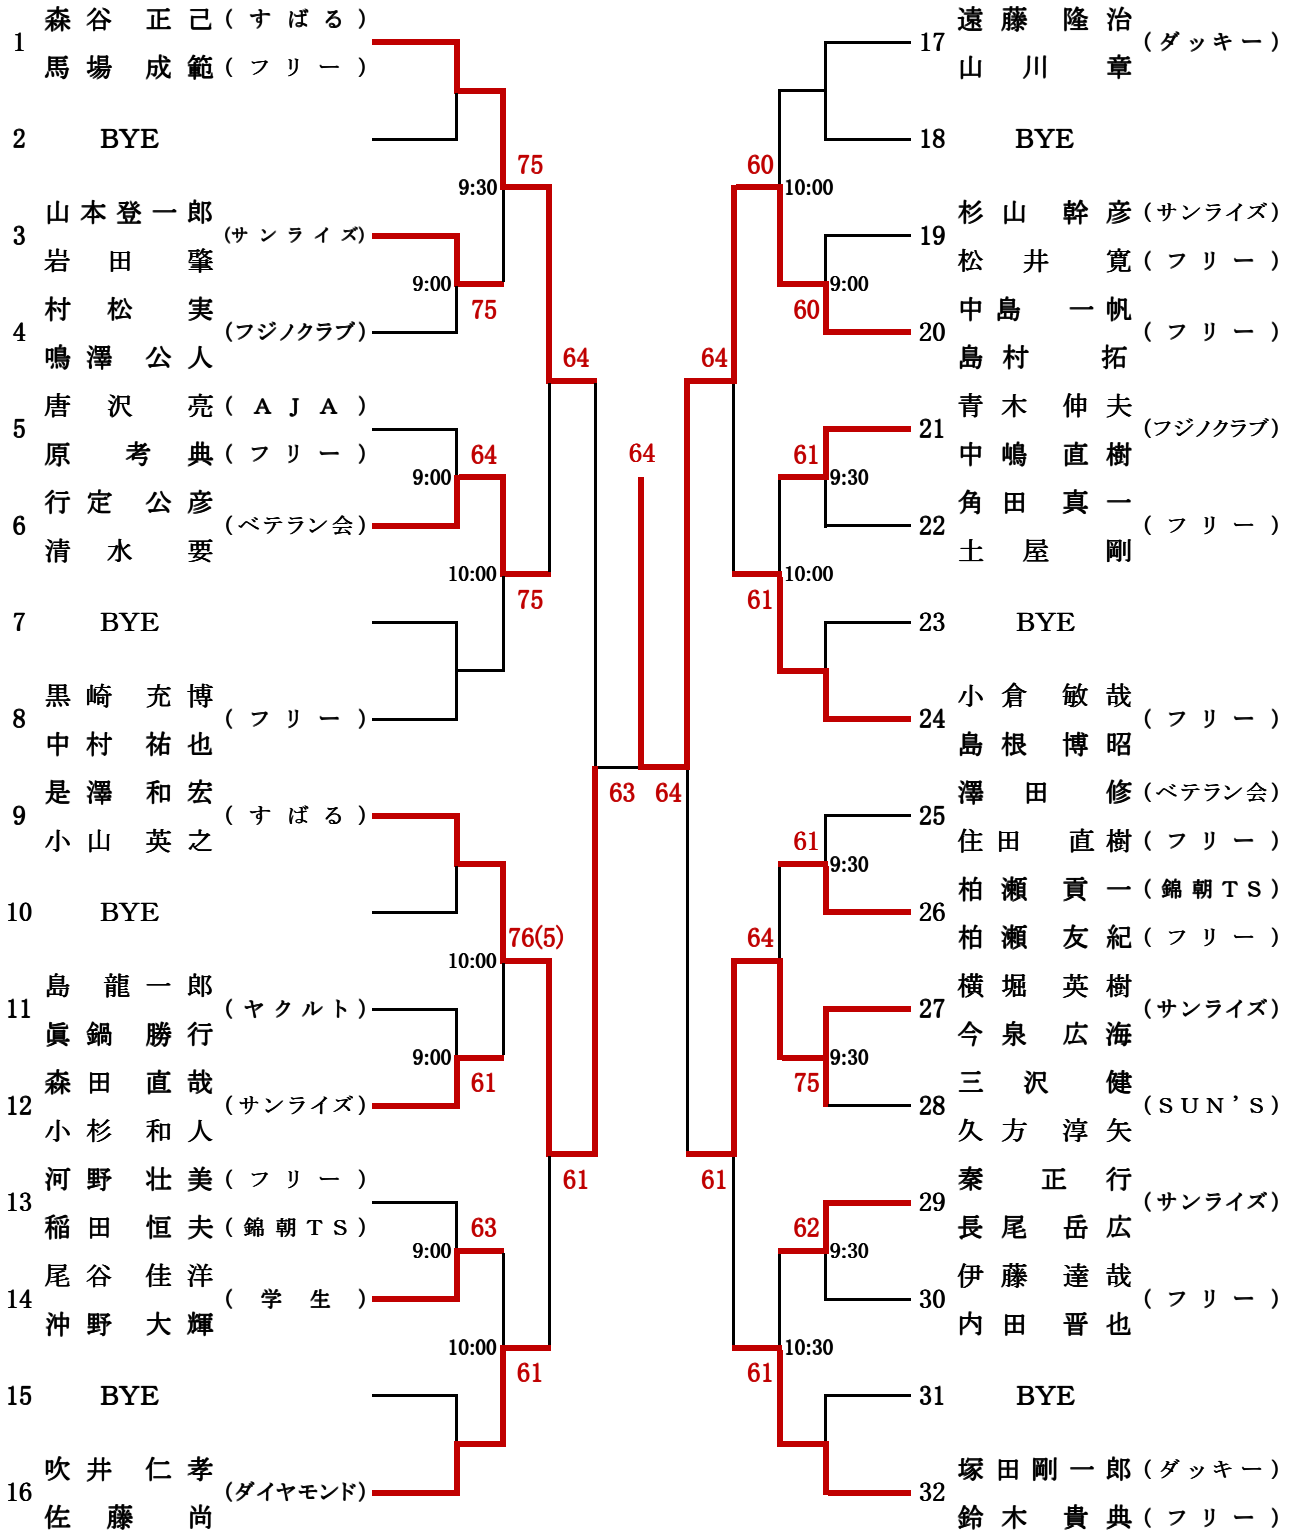 1 森谷 正己 (すばる)
馬場 成範 (フリー)
2 BYE
75
9:30
3 山本登一郎 (サンライズ)
岩田 肇
9:00
75
4 村松 実 (フジノクラブ)
鳴澤 公人
64
5 唐沢 亮 (AJA)
原 考典 (フリー)
64
9:00
6 行定 公彦 (ベテラン会)
清水 要
10:00
75
7 BYE
8 黒崎 充博 (フリー)
中村 祐也
63
9 是澤 和宏 (すばる)
小山 英之
10 BYE
76(5)
10:00
11 島 龍一郎 (ヤクルト)
眞鍋 勝行
9:00
61
12 森田 直哉 (サンライズ)
小杉 和人
61
13 河野 壮美 (フリー)
稲田 恒夫 (錦朝TS)
63
9:00
14 尾谷 佳洋 (学生)
沖野 大輝
10:00
61
15 BYE
16 吹井 仁孝 (ダイヤモンド)
佐藤 尚
64
17 遠藤 隆治 (ダッキー)
山川 章
18 BYE
60
10:00
19 杉山 幹彦 (サンライズ)
松井 寛 (フリー)
9:00
60
20 中島 一帆 (フリー)
島村 拓
64
21 青木 伸夫 (フジノクラブ)
中嶋 直樹
61
9:30
22 角田 真一 (フリー)
土屋 剛
10:00
61
23 BYE
24 小倉 敏哉 (フリー)
島根 博昭
64
25 澤田 修 (ベテラン会)
住田 直樹 (フリー)
61
9:30
26 柏瀬 貢一 (錦朝TS)
柏瀬 友紀 (フリー)
64
27 横堀 英樹 (サンライズ)
今泉 広海
9:30
75
28 三沢 健 (SUN'S)
久方 淳矢
61
29 秦 正行 (サンライズ)
長尾 岳広
62
9:30
30 伊藤 達哉 (フリー)
内田 晋也
10:30
61
31 BYE
32 塚田剛一郎 (ダッキー)
鈴木 貴典 (フリー)